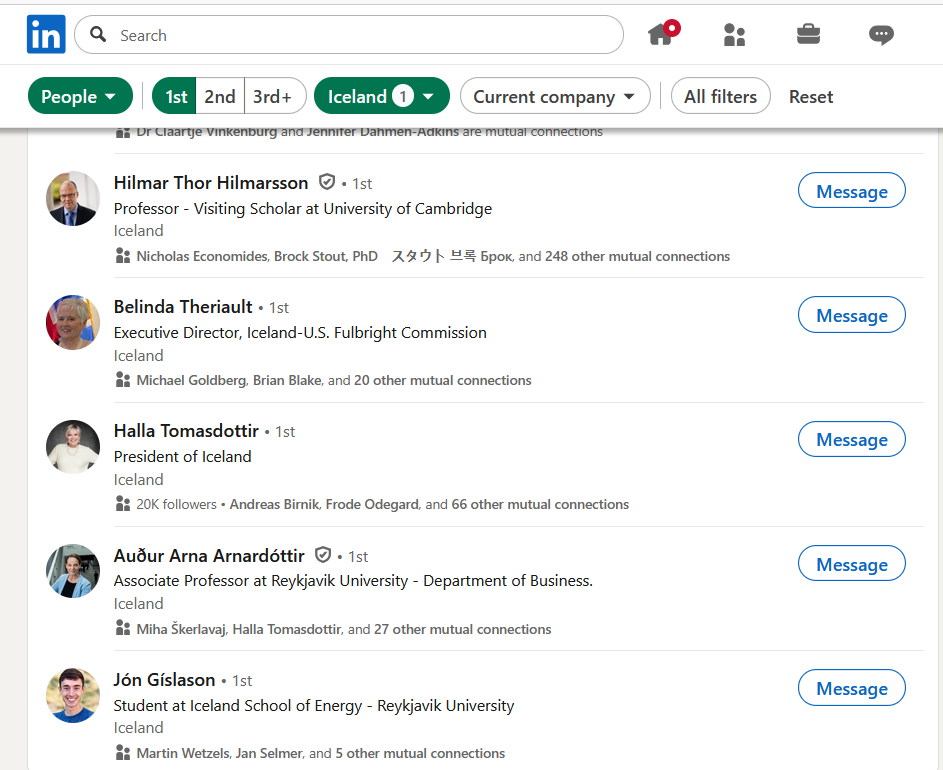 in
Search
People
1st
2nd
3rd+
Iceland 1
Current company
All filters
Reset
Dr Claartje Vinkenburg and Jennifer Dahmen-Adkins are mutual connections
Hilmar Thor Hilmarsson • 1st
Message
Professor - Visiting Scholar at University of Cambridge
Iceland
Nicholas Economides, Brock Stout, PhD スタウト 브록 Брок, and 248 other mutual connections
Belinda Theriault • 1st
Message
Executive Director, Iceland-U.S. Fulbright Commission
Iceland
Michael Goldberg, Brian Blake, and 20 other mutual connections
Halla Tomasdottir • 1st
Message
President of Iceland
Iceland
20K followers • Andreas Birnik, Frode Odegard, and 66 other mutual connections
Auður Arna Arnardóttir • 1st
Message
Associate Professor at Reykjavik University - Department of Business.
Iceland
Miha Škerlavaj, Halla Tomasdottir, and 27 other mutual connections
Jón Gíslason • 1st
Message
Student at Iceland School of Energy - Reykjavik University
Iceland
Martin Wetzels, Jan Selmer, and 5 other mutual connections